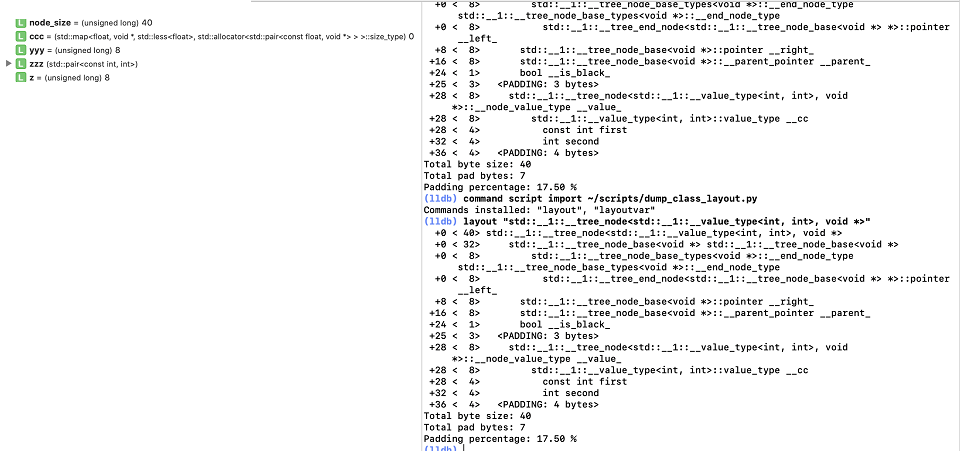 L node_size = (unsigned long) 40
L ccc = (std::map<float, void *, std::less<float>, std::allocator<std::pair<const float, void *> > >::size_type) 0
L yyy = (unsigned long) 8
L zzz (std::pair<const int, int>)
L z = (unsigned long) 8
+0 < 8> std::__1::__tree_node_base_types<void *>::__end_node_type
std::__1::__tree_node_base_types<void *>::__end_node_type
+0 < 8> std::__1::__tree_end_node<std::__1::__tree_node_base<void *> *>::pointer
__left_
+8 < 8> std::__1::__tree_node_base<void *>::pointer __right_
+16 < 8> std::__1::__tree_node_base<void *>::__parent_pointer __parent_
+24 < 1> bool __is_black_
+25 < 3> <PADDING: 3 bytes>
+28 < 8> std::__1::__tree_node<std::__1::__value_type<int, int>, void
*>::__node_value_type __value_
+28 < 8> std::__1::__value_type<int, int>::value_type __cc
+28 < 4> const int first
+32 < 4> int second
+36 < 4> <PADDING: 4 bytes>
Total byte size: 40
Total pad bytes: 7
Padding percentage: 17.50 %
(lldb) command script import ~/scripts/dump_class_layout.py
Commands installed: "layout", "layoutvar"
(lldb) layout "std::__1::__tree_node<std::__1::__value_type<int, int>, void *>"
+0 < 40> std::__1::__tree_node<std::__1::__value_type<int, int>, void *>
+0 < 32> std::__1::__tree_node_base<void *> std::__1::__tree_node_base<void *>
+0 < 8> std::__1::__tree_node_base_types<void *>::__end_node_type
std::__1::__tree_node_base_types<void *>::__end_node_type
+0 < 8> std::__1::__tree_end_node<std::__1::__tree_node_base<void *> *>::pointer
__left_
+8 < 8> std::__1::__tree_node_base<void *>::pointer __right_
+16 < 8> std::__1::__tree_node_base<void *>::__parent_pointer __parent_
+24 < 1> bool __is_black_
+25 < 3> <PADDING: 3 bytes>
+28 < 8> std::__1::__tree_node<std::__1::__value_type<int, int>, void
*>::__node_value_type __value_
+28 < 8> std::__1::__value_type<int, int>::value_type __cc
+28 < 4> const int first
+32 < 4> int second
+36 < 4> <PADDING: 4 bytes>
Total byte size: 40
Total pad bytes: 7
Padding percentage: 17.50 %
(lldb)